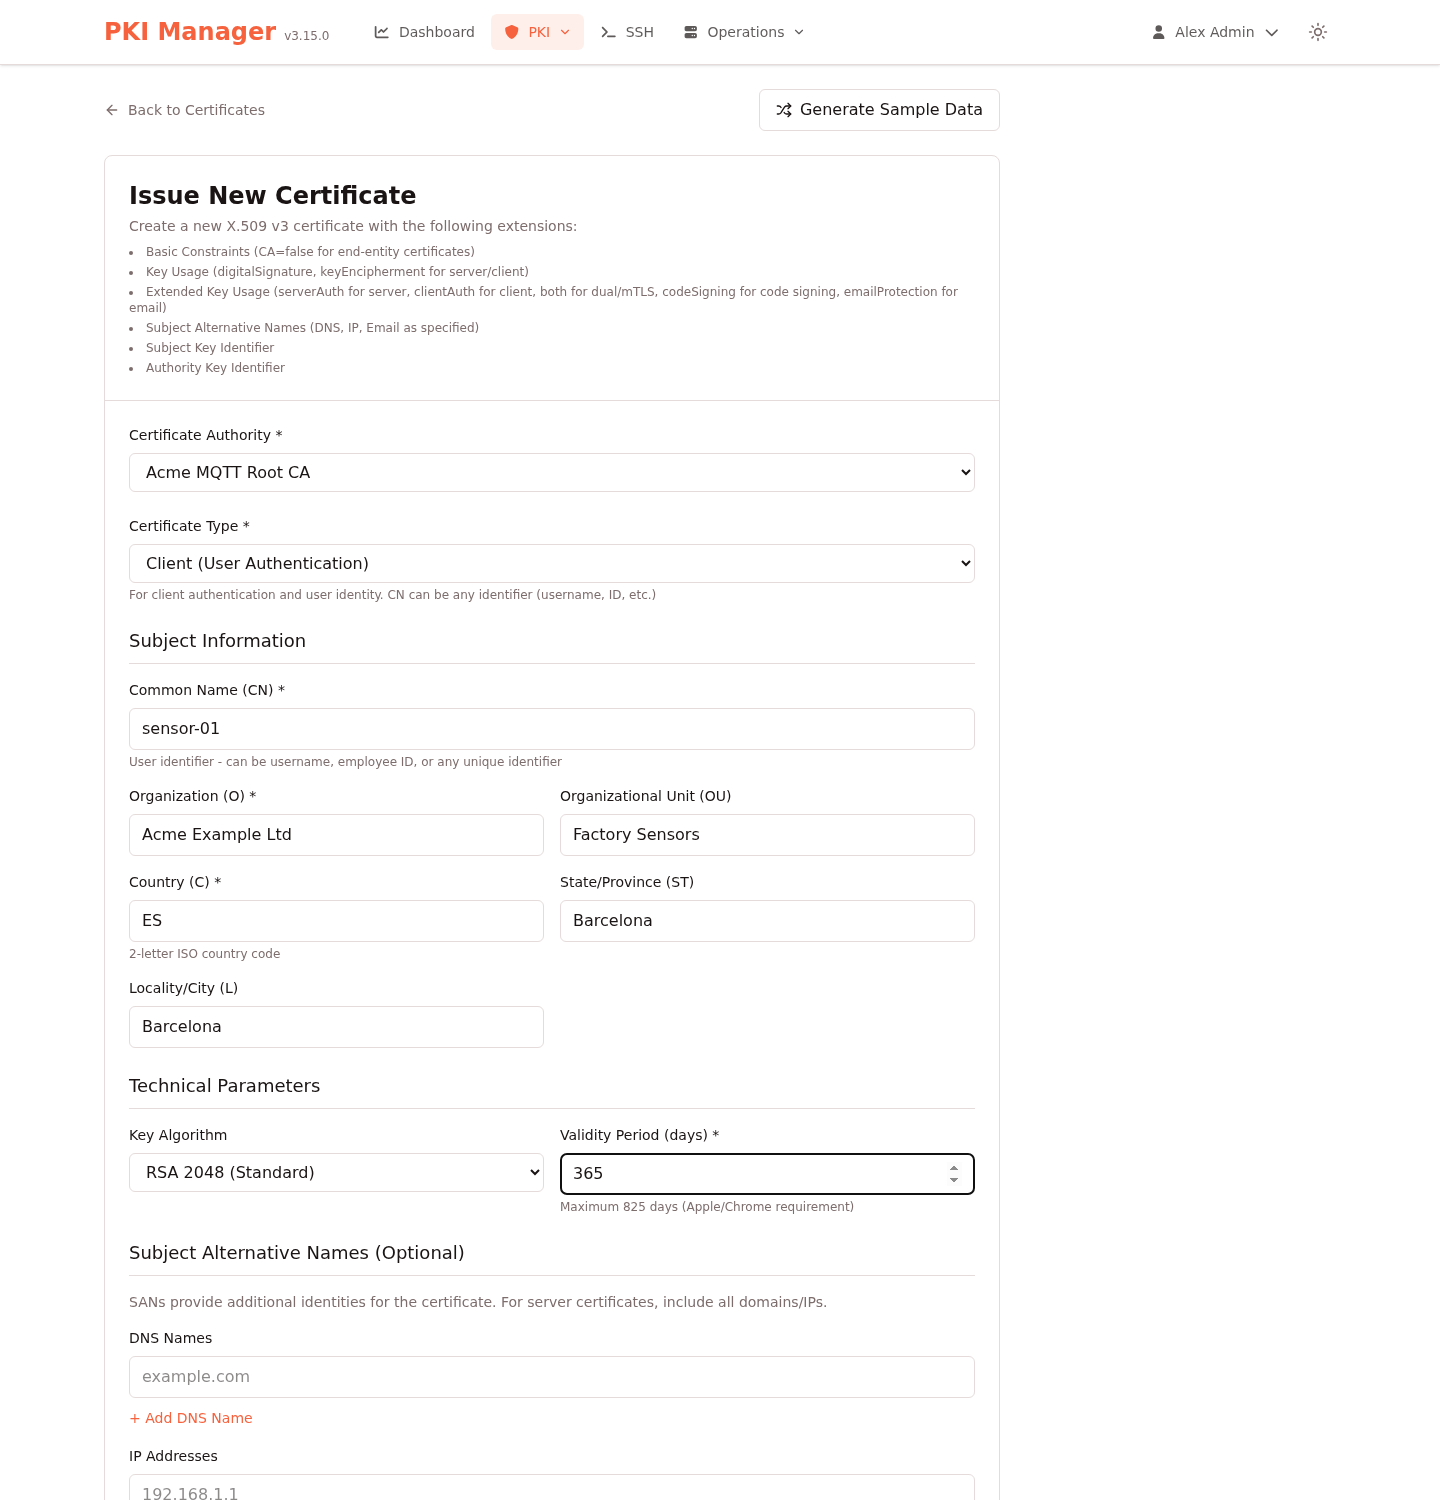 PKI Manager v3.15.0 Dashboard PKI SSH Operations Alex Admin
Back to Certificates Generate Sample Data
Issue New Certificate
Create a new X.509 v3 certificate with the following extensions:
• Basic Constraints (CA=false for end-entity certificates)
• Key Usage (digitalSignature, keyEncipherment for server/client)
• Extended Key Usage (serverAuth for server, clientAuth for client, both for dual/mTLS, codeSigning for code signing, emailProtection for
email)
• Subject Alternative Names (DNS, IP, Email as specified)
• Subject Key Identifier
• Authority Key Identifier
Certificate Authority *
Acme MQTT Root CA
Certificate Type *
Client (User Authentication)
For client authentication and user identity. CN can be any identifier (username, ID, etc.)
Subject Information
Common Name (CN) *
sensor-01
User identifier - can be username, employee ID, or any unique identifier
Organization (O) * Organizational Unit (OU)
Acme Example Ltd Factory Sensors
Country (C) * State/Province (ST)
ES Barcelona
2-letter ISO country code
Locality/City (L)
Barcelona
Technical Parameters
Key Algorithm Validity Period (days) *
RSA 2048 (Standard) 365
Maximum 825 days (Apple/Chrome requirement)
Subject Alternative Names (Optional)
SANs provide additional identities for the certificate. For server certificates, include all domains/IPs.
DNS Names
example.com
+ Add DNS Name
IP Addresses
192.168.1.1